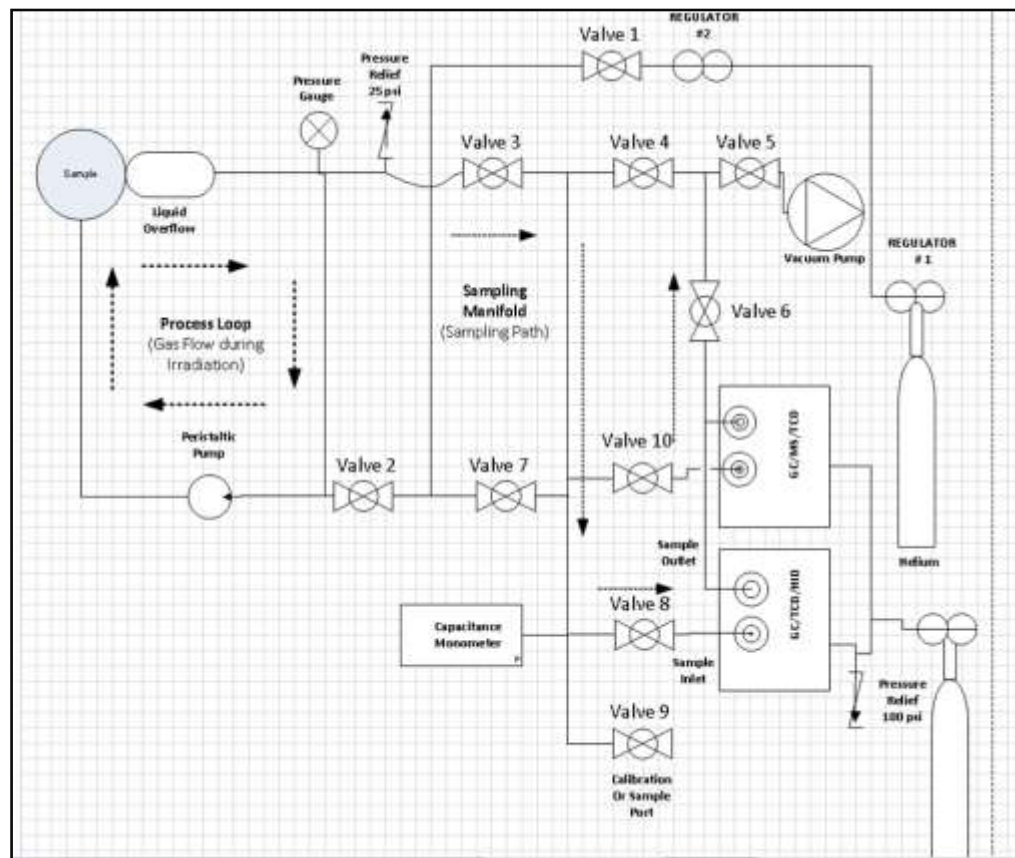 REGULATOR
#2
Valve 1
Pressure
Relief
25psi
Pressure
Gauge
Valve 3
Valve 4
Valve 5
Sample
Liquid
Overflow
Vacuum Pump
REGULATOR
# 1
Sampling
Manifold
(Sampling Path)
Valve 6
Process Loop
(Gas Flow during
Irradiation)
Peristaltic
Pump
Valve 2
Valve 7
Valve 10
GC/MS/TCD
Helium
Sample
Outlet
GC/TCD/HID
Capacitance
Monometer
P
Valve 8
Sample
Inlet
Pressure
Relief
100 psi
Valve 9
Calibration
Or Sample
Port